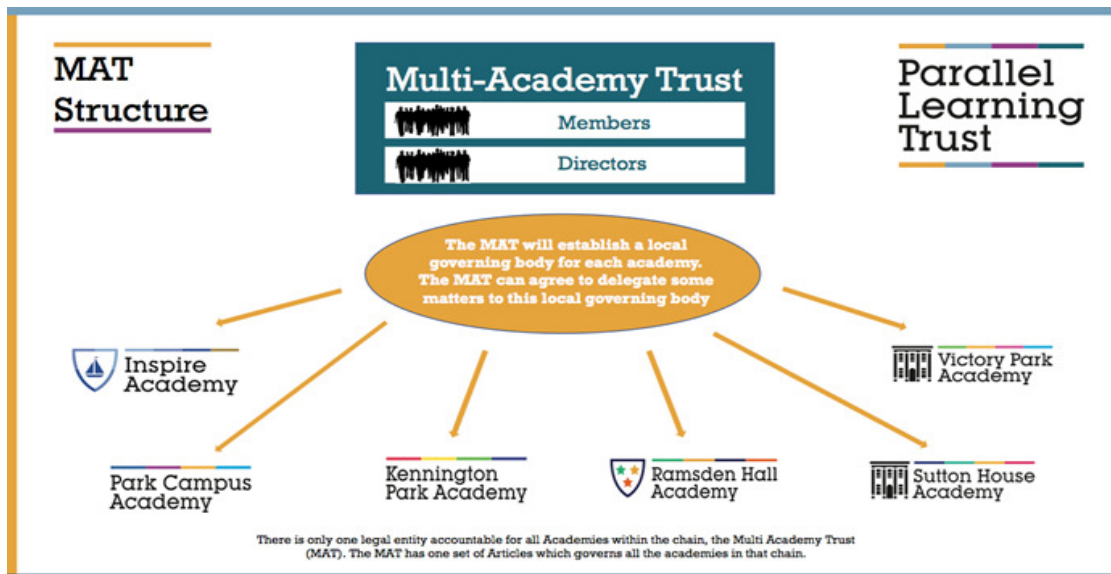 MAT
Structure
Multi-Academy Trust
Members
Directors
Parallel
Learning
Trust
The MAT will establish a local
governing body for each academy.
The MAT can agree to delegate some
matters to this local governing body
Inspire
Academy
Victory Park
Academy
Park Campus
Academy
Kennington
Park Academy
Ramsden Hall
Academy
Sutton House
Academy
There is only one legal entity accountable for all Academies within the chain, the Multi Academy Trust
(MAT). The MAT has one set of Articles which governs all the academies in that chain.